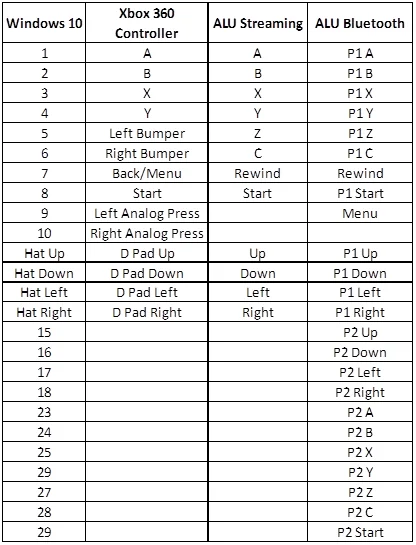 Windows 10 Xbox 360 Controller ALU Streaming ALU Bluetooth
1 A A P1 A
2 B B P1 B
3 X X P1 X
4 Y Y P1 Y
5 Left Bumper Z P1 Z
6 Right Bumper C P1 C
7 Back/Menu Rewind Rewind
8 Start Start P1 Start
9 Left Analog Press Menu
10 Right Analog Press
Hat Up D Pad Up Up P1 Up
Hat Down D Pad Down Down P1 Down
Hat Left D Pad Left Left P1 Left
Hat Right D Pad Right Right P1 Right
15 P2 Up
16 P2 Down
17 P2 Left
18 P2 Right
23 P2 A
24 P2 B
25 P2 X
29 P2 Y
27 P2 Z
28 P2 C
29 P2 Start